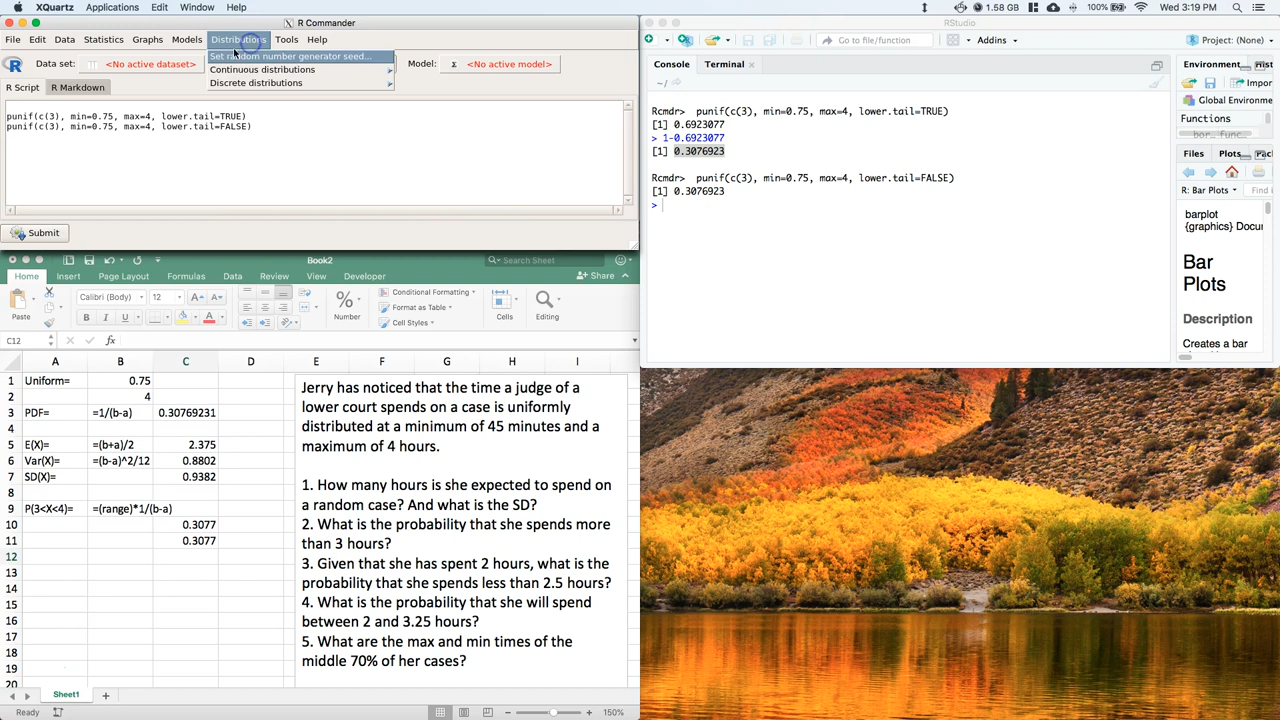 XQuartz Applications Edit Window Help 1.58 GB 100% Wed 3:19 PM
R Commander
File Edit Data Statistics Graphs Models Distributions Tools Help
Set random number generator seed...
Continuous distributions
Discrete distributions
Data set: <No active dataset> Model: Σ <No active model>
R Script R Markdown
punif(c(3), min=0.75, max=4, lower.tail=TRUE)
punif(c(3), min=0.75, max=4, lower.tail=FALSE)
Submit
RStudio
Go to file/function Addins Project: (None)
Console Terminal
~/
Rcmdr> punif(c(3), min=0.75, max=4, lower.tail=TRUE)
[1] 0.6923077
> 1-0.6923077
[1] 0.3076923
Rcmdr> punif(c(3), min=0.75, max=4, lower.tail=FALSE)
[1] 0.3076923
>
Environment Hist
Impor
Global Environme
Functions
Files Plots Pack
R: Bar Plots Find i
barplot
{graphics} Docu
Bar
Plots
Description
Creates a bar
Book2
Search Sheet
Home Insert Page Layout Formulas Data Review View Developer Share
Paste Calibri (Body) 12 A A
B I U A
% Number
Conditional Formatting
Format as Table
Cell Styles
Cells Editing
C12 fx
A B C D E F G H I
1 Uniform= 0.75
2 4
3 PDF= =1/(b-a) 0.30769231
4
5 E(X)= =(b+a)/2 2.375
6 Var(X)= =(b-a)^2/12 0.8802
7 SD(X)= 0.9382
8
9 P(3<X<4)= =(range)*1/(b-a)
10 0.3077
11 0.3077
12
13
14
15
16
17
18
19
20
Jerry has noticed that the time a judge of a
lower court spends on a case is uniformly
distributed at a minimum of 45 minutes and a
maximum of 4 hours.
1. How many hours is she expected to spend on
a random case? And what is the SD?
2. What is the probability that she spends more
than 3 hours?
3. Given that she has spent 2 hours, what is the
probability that she spends less than 2.5 hours?
4. What is the probability that she will spend
between 2 and 3.25 hours?
5. What are the max and min times of the
middle 70% of her cases?
Sheet1
Ready 150%